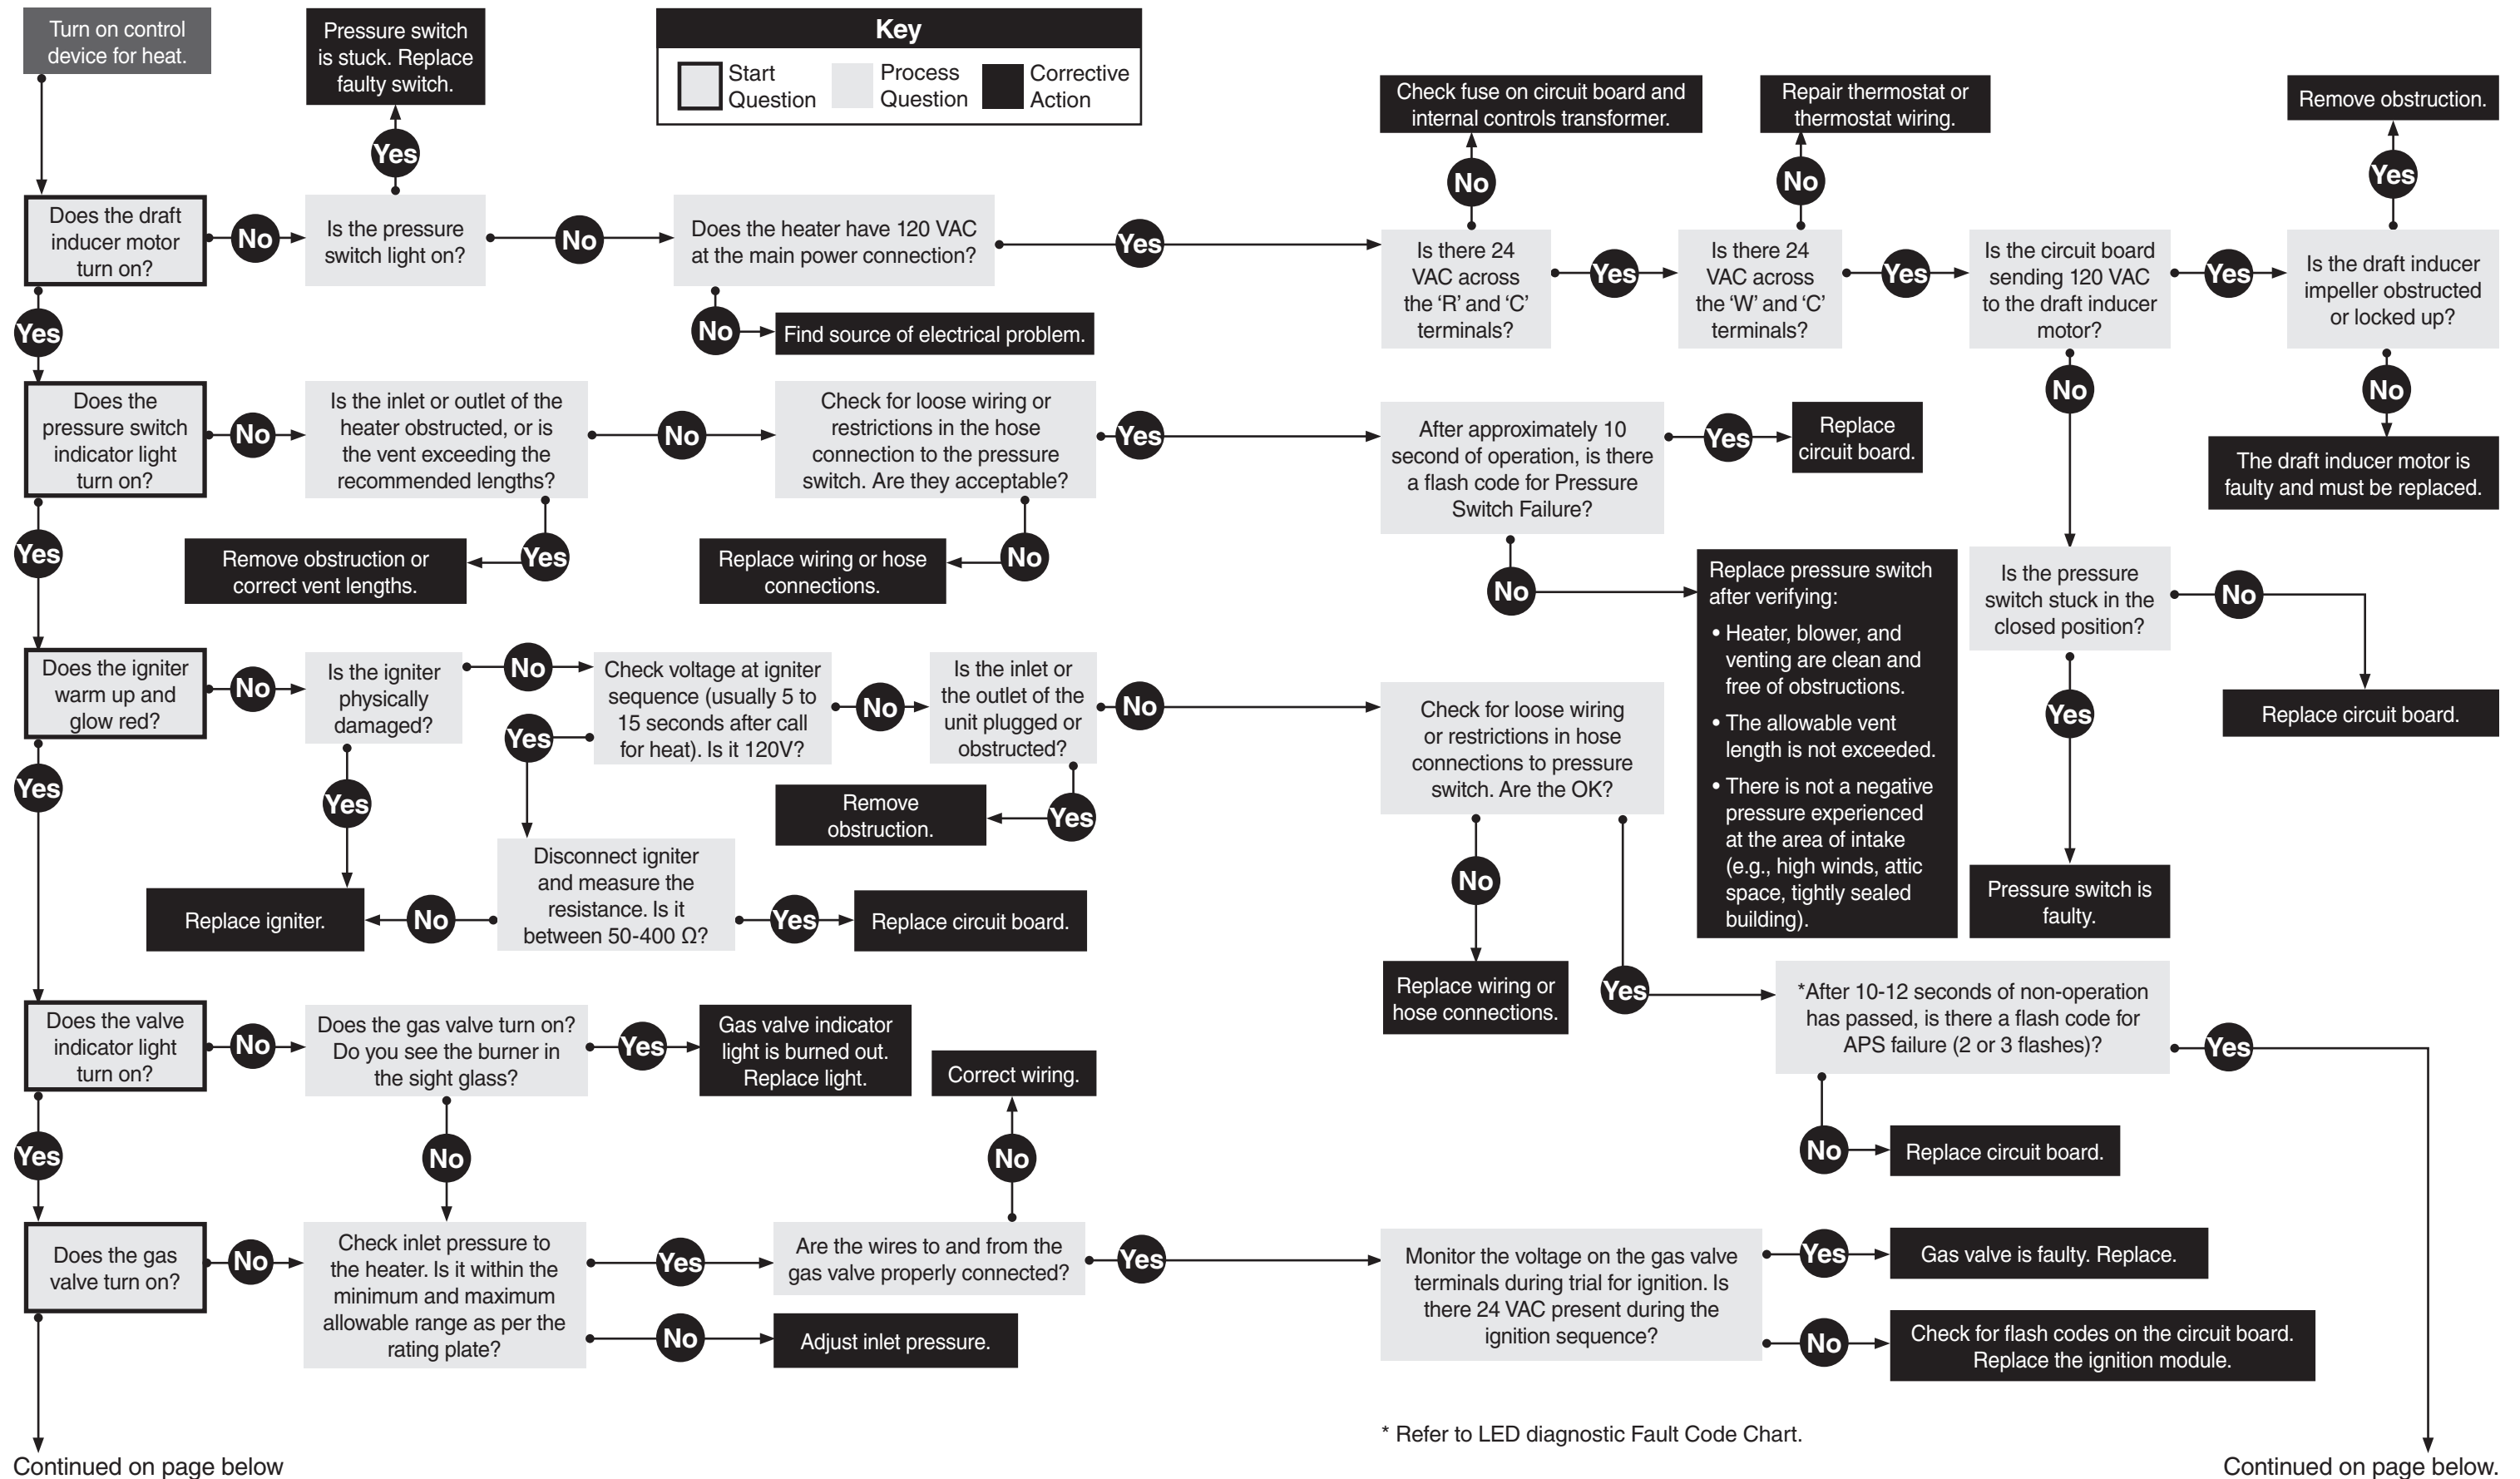 Turn on control
device for heat.
Pressure switch
is stuck. Replace
faulty switch.
Key
Start
Question
Process
Question
Corrective
Action
Check fuse on circuit board and
internal controls transformer.
Repair thermostat or
thermostat wiring.
Remove obstruction.
Yes
No
No
Yes
Does the draft
inducer motor
turn on?
No
Is the pressure
switch light on?
No
Does the heater have 120 VAC
at the main power connection?
Yes
Is there 24
VAC across
the ‘R’ and ‘C’
terminals?
Yes
Is there 24
VAC across
the ‘W’ and ‘C’
terminals?
Yes
Is the circuit board
sending 120 VAC
to the draft inducer
motor?
Yes
Is the draft inducer
impeller obstructed
or locked up?
Yes
No
Find source of electrical problem.
No
No
Does the
pressure switch
indicator light
turn on?
No
Is the inlet or outlet of the
heater obstructed, or is
the vent exceeding the
recommended lengths?
No
Check for loose wiring or
restrictions in the hose
connection to the pressure
switch. Are they acceptable?
Yes
After approximately 10
second of operation, is there
a flash code for Pressure
Switch Failure?
Yes
Replace
circuit board.
The draft inducer motor is
faulty and must be replaced.
Yes
Remove obstruction or
correct vent lengths.
Yes
Replace wiring or hose
connections.
No
No
Replace pressure switch
after verifying:
• Heater, blower, and
venting are clean and
free of obstructions.
• The allowable vent
length is not exceeded.
• There is not a negative
pressure experienced
at the area of intake
(e.g., high winds, attic
space, tightly sealed
building).
Is the pressure
switch stuck in the
closed position?
No
Replace circuit board.
Yes
Pressure switch is
faulty.
Does the igniter
warm up and
glow red?
No
Is the igniter
physically
damaged?
No
Check voltage at igniter
sequence (usually 5 to
15 seconds after call
for heat). Is it 120V?
No
Is the inlet or
the outlet of the
unit plugged or
obstructed?
No
Check for loose wiring
or restrictions in hose
connections to pressure
switch. Are the OK?
Yes
Yes
Yes
Remove
obstruction.
Yes
No
Replace igniter.
No
Disconnect igniter
and measure the
resistance. Is it
between 50-400 Ω?
Yes
Replace circuit board.
Replace wiring or
hose connections.
Yes
*After 10-12 seconds of non-operation
has passed, is there a flash code for
APS failure (2 or 3 flashes)?
Yes
Does the valve
indicator light
turn on?
No
Does the gas valve turn on?
Do you see the burner in
the sight glass?
Yes
Gas valve indicator
light is burned out.
Replace light.
Correct wiring.
Yes
No
No
No
Replace circuit board.
Does the gas
valve turn on?
No
Check inlet pressure to
the heater. Is it within the
minimum and maximum
allowable range as per the
rating plate?
Yes
Are the wires to and from the
gas valve properly connected?
Yes
Monitor the voltage on the gas valve
terminals during trial for ignition. Is
there 24 VAC present during the
ignition sequence?
Yes
Gas valve is faulty. Replace.
No
Adjust inlet pressure.
No
Check for flash codes on the circuit board.
Replace the ignition module.
* Refer to LED diagnostic Fault Code Chart.
Continued on page below
Continued on page below.